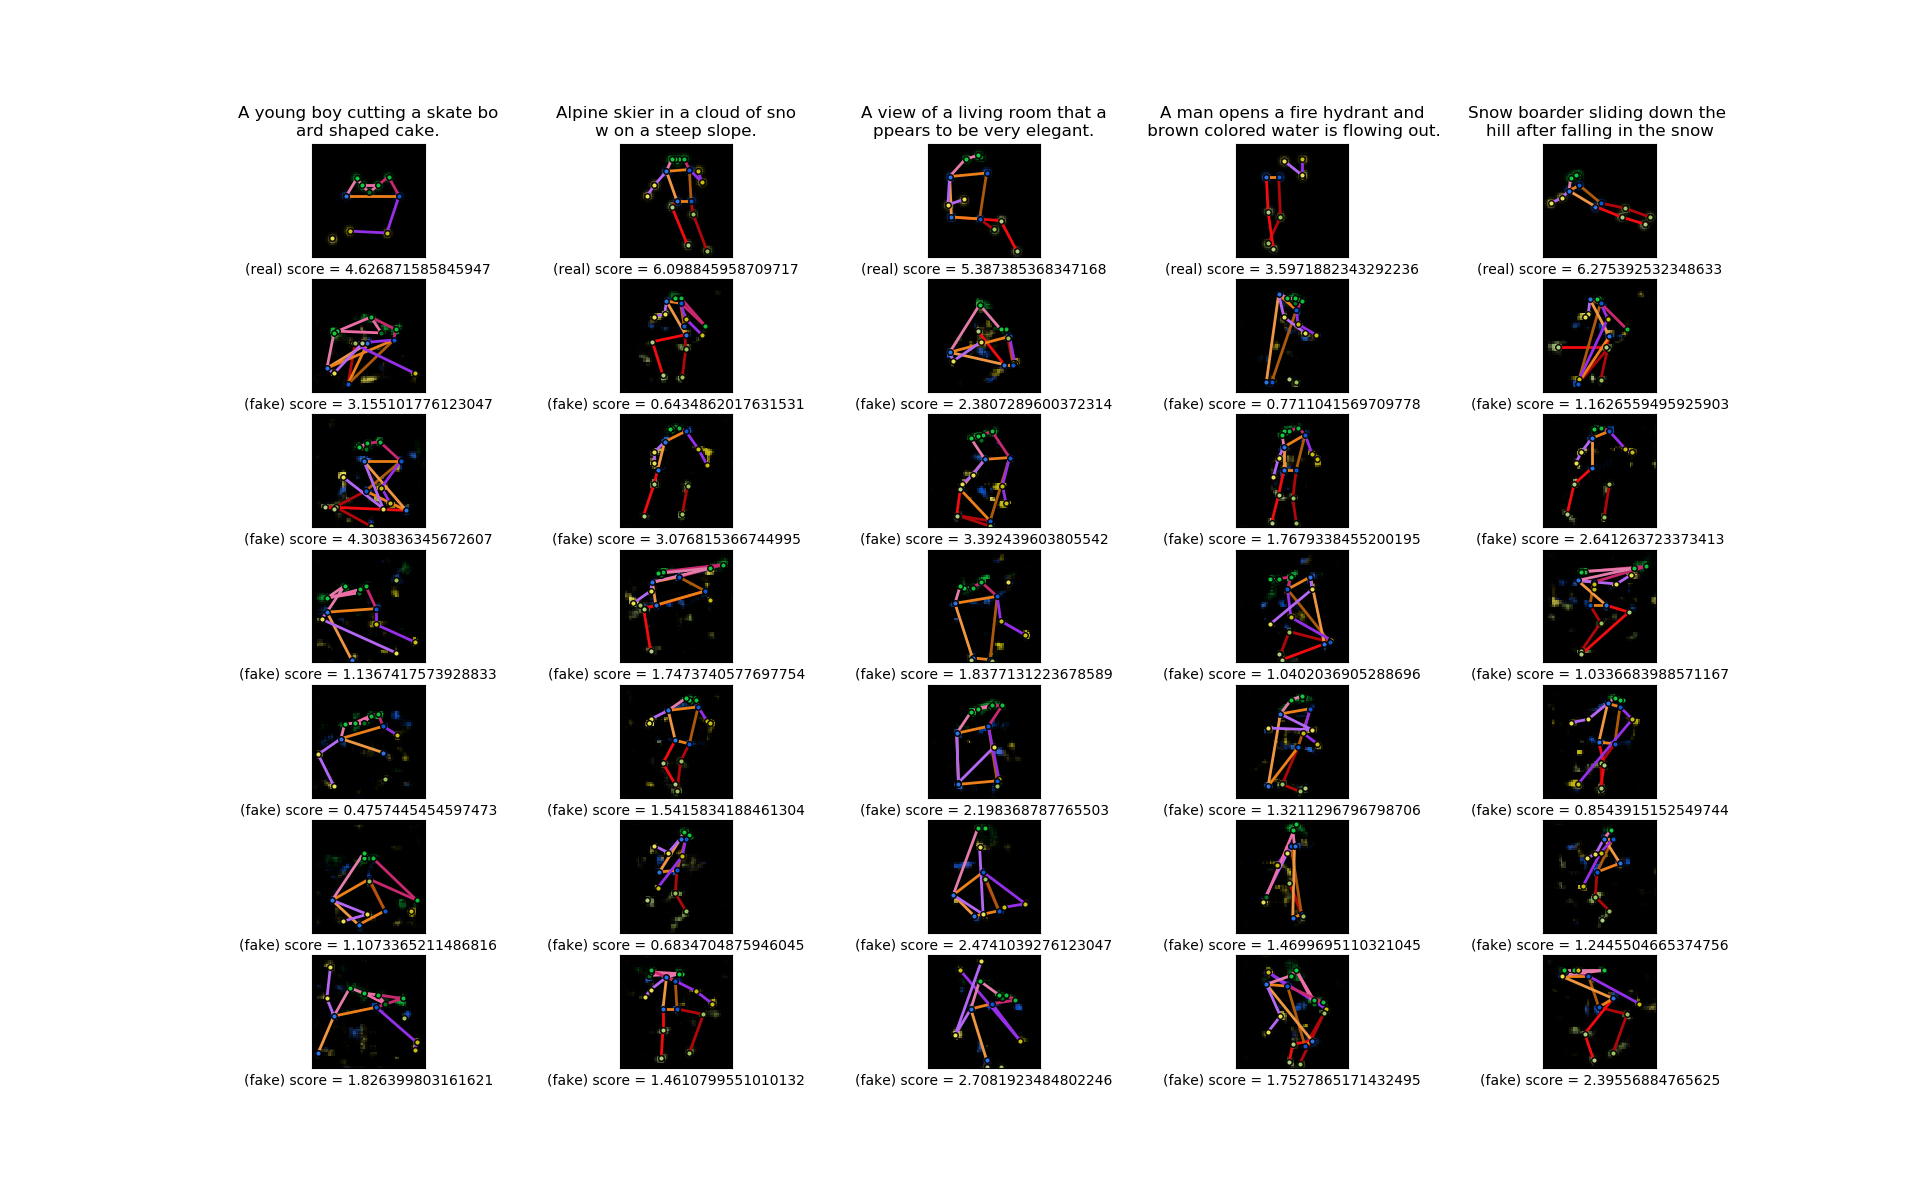 A young boy cutting a skate bo
ard shaped cake.
Alpine skier in a cloud of sno
w on a steep slope.
A view of a living room that a
ppears to be very elegant.
A man opens a fire hydrant and
brown colored water is flowing out.
Snow boarder sliding down the
hill after falling in the snow
(real) score = 4.626871585845947
(real) score = 6.098845958709717
(real) score = 5.387385368347168
(real) score = 3.5971882343292236
(real) score = 6.275392532348633
(fake) score = 3.155101776123047
(fake) score = 0.6434862017631531
(fake) score = 2.3807289600372314
(fake) score = 0.7711041569709778
(fake) score = 1.1626559495925903
(fake) score = 4.303836345672607
(fake) score = 3.076815366744995
(fake) score = 3.392439603805542
(fake) score = 1.7679338455200195
(fake) score = 2.641263723373413
(fake) score = 1.1367417573928833
(fake) score = 1.7473740577697754
(fake) score = 1.8377131223678589
(fake) score = 1.0402036905288696
(fake) score = 1.0336683988571167
(fake) score = 0.4757445454597473
(fake) score = 1.5415834188461304
(fake) score = 2.198368787765503
(fake) score = 1.3211296796798706
(fake) score = 0.8543915152549744
(fake) score = 1.1073365211486816
(fake) score = 0.6834704875946045
(fake) score = 2.4741039276123047
(fake) score = 1.4699695110321045
(fake) score = 1.2445504665374756
(fake) score = 1.826399803161621
(fake) score = 1.4610799551010132
(fake) score = 2.7081923484802246
(fake) score = 1.7527865171432495
(fake) score = 2.39556884765625